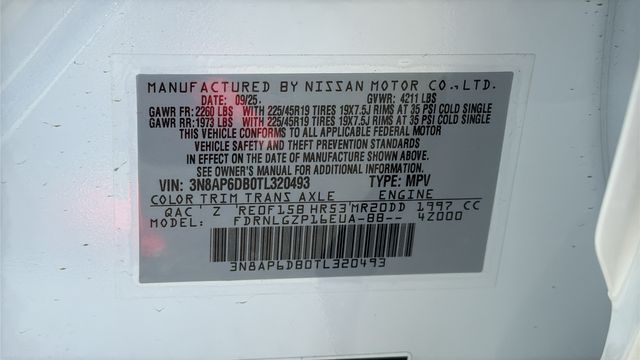 MANUFACTURED BY NISSAN MOTOR CO., LTD.
DATE: 09/25. GVWR: 4211 LBS
GAWR FR: 2260 LBS WITH 225/45R19 TIRES 19X7.5J RIMS AT 35 PSI COLD SINGLE
GAWR RR: 1973 LBS WITH 225/45R19 TIRES 19X7.5J RIMS AT 35 PSI COLD SINGLE
THIS VEHICLE CONFORMS TO ALL APPLICABLE FEDERAL MOTOR
VEHICLE SAFETY AND THEFT PREVENTION STANDARDS
IN EFFECT ON THE DATE OF MANUFACTURE SHOWN ABOVE.
SEE OWNER'S MANUAL FOR ADDITIONAL INFORMATION.
VIN: 3N8AP6DB0TL320493 TYPE: MPV
COLOR TRIM TRANS AXLE ENGINE
QAC Z RE0F15B HR53 MR20DD 1997 CC
MODEL: FDRNLGZP16EUA-BB-- 4Z000
3N8AP6DB0TL320493